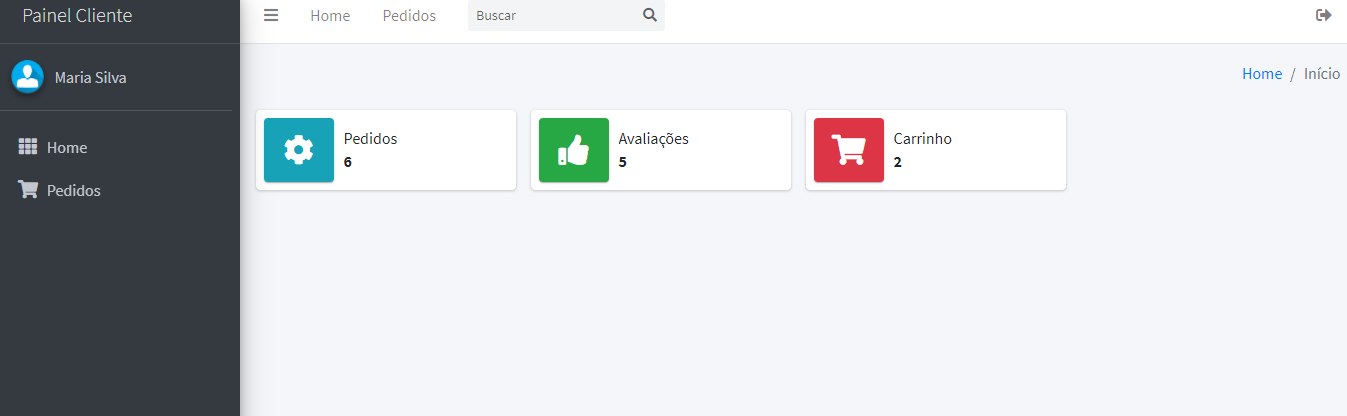 Painel Cliente
Maria Silva
Home
Pedidos
Home Pedidos Buscar
Home / Início
Pedidos
6
Avaliações
5
Carrinho
2